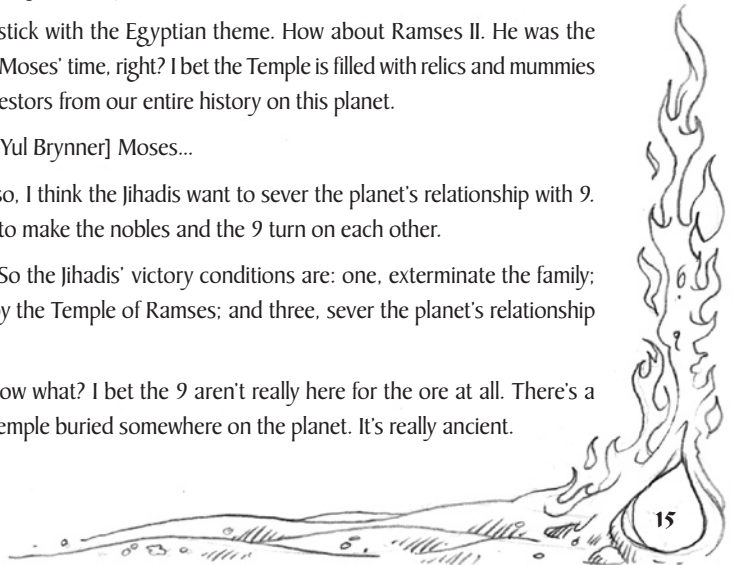 stick with the Egyptian theme. How about Ramses II. He was the
Moses' time, right? I bet the Temple is filled with relics and mummies
estors from our entire history on this planet.
Yul Brynner] Moses...
so, I think the Jihadis want to sever the planet's relationship with 9.
to make the nobles and the 9 turn on each other.
So the Jihadis' victory conditions are: one, exterminate the family;
y the Temple of Ramses; and three, sever the planet's relationship
ow what? I bet the 9 aren't really here for the ore at all. There's a
emple buried somewhere on the planet. It's really ancient.
15